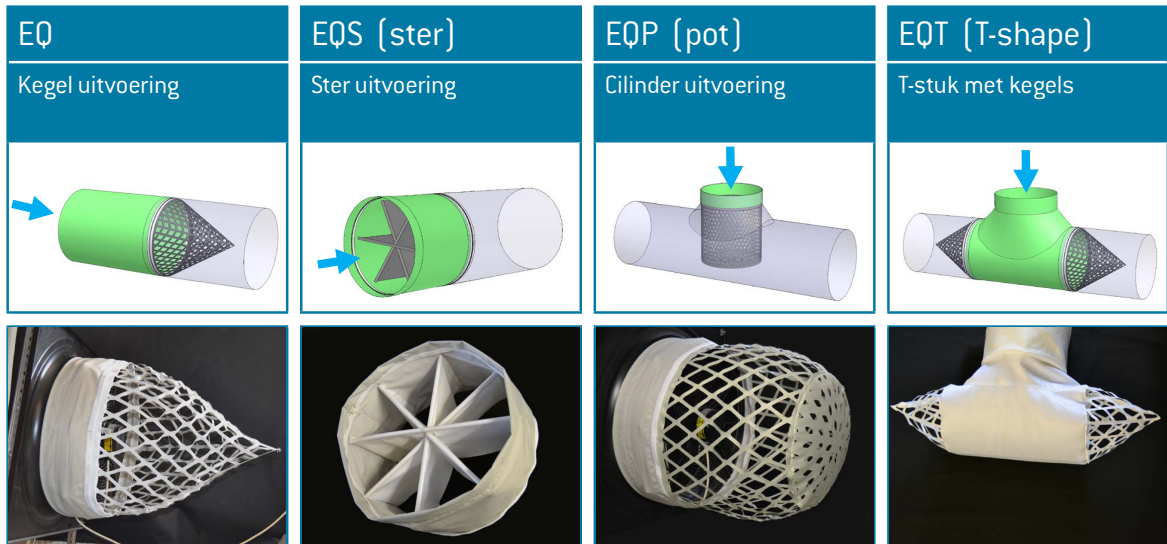 EQ
Kegel uitvoering
EQS (ster)
Ster uitvoering
EQP (pot)
Cilinder uitvoering
EQT (T-shape)
T-stuk met kegels